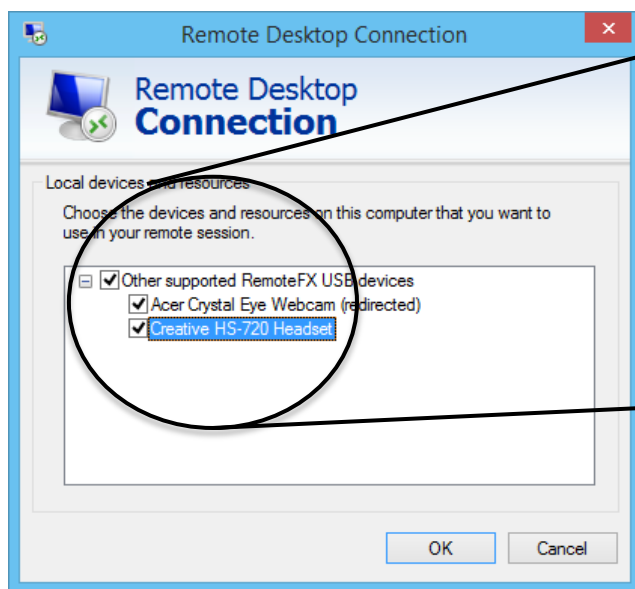 Remote Desktop Connection
Remote Desktop
Connection
Local devices and resources
Choose the devices and resources on this computer that you want to
use in your remote session.
Other supported RemoteFX USB devices
Acer Crystal Eye Webcam (redirected)
Creative HS-720 Headset
OK Cancel